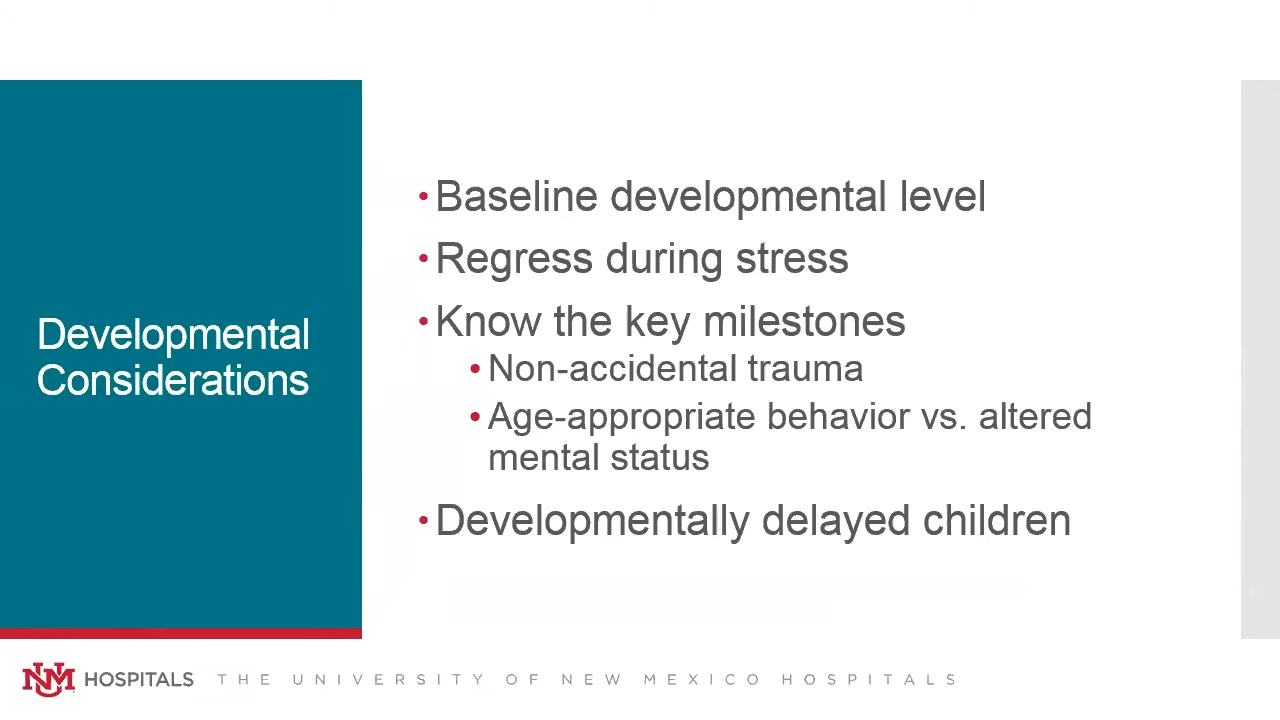 Developmental
Considerations
• Baseline developmental level
• Regress during stress
• Know the key milestones
• Non-accidental trauma
• Age-appropriate behavior vs. altered
mental status
• Developmentally delayed children
UNM HOSPITALS THE UNIVERSITY OF NEW MEXICO HOSPITALS